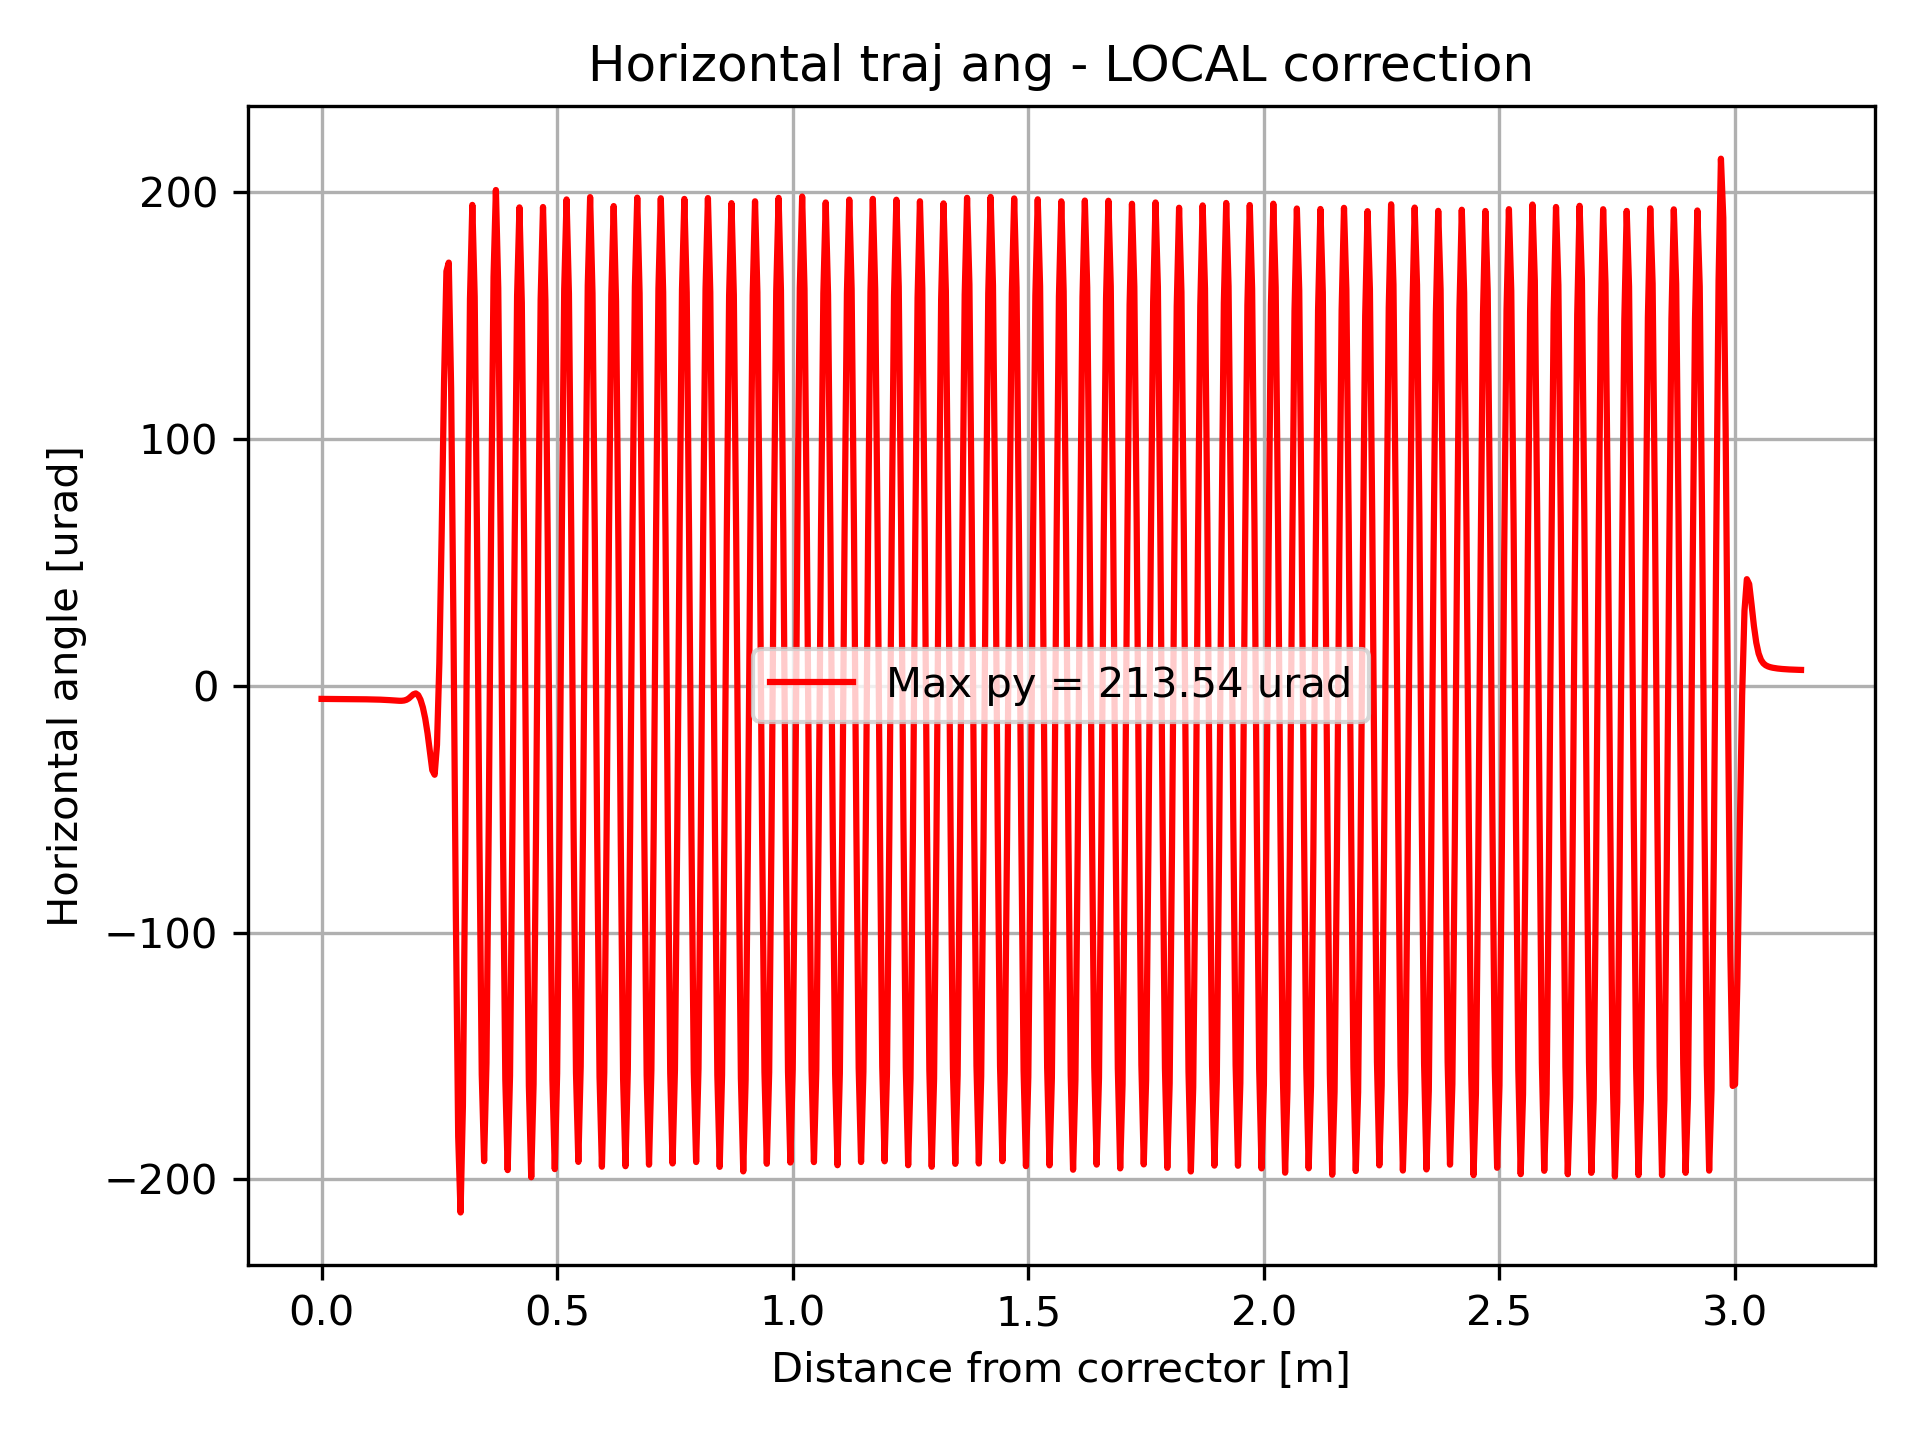 Horizontal traj ang - LOCAL correction
Horizontal angle [urad]
200
100
0
−100
−200
Max py = 213.54 urad
0.0 0.5 1.0 1.5 2.0 2.5 3.0
Distance from corrector [m]